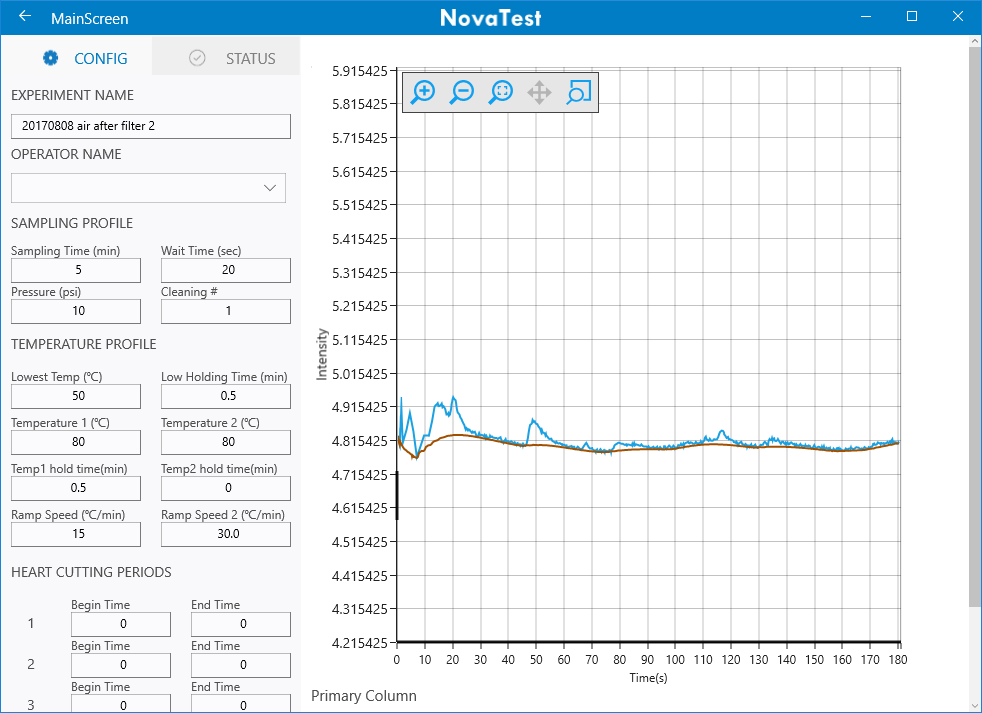 MainScreen
NovaTest
CONFIG
STATUS
EXPERIMENT NAME
20170808 air after filter 2
OPERATOR NAME
SAMPLING PROFILE
Sampling Time (min) Wait Time (sec)
5 20
Pressure (psi) Cleaning #
10 1
TEMPERATURE PROFILE
Lowest Temp (℃) Low Holding Time (min)
50 0.5
Temperature 1 (℃) Temperature 2 (℃)
80 80
Temp1 hold time(min) Temp2 hold time(min)
0.5 0
Ramp Speed (℃/min) Ramp Speed 2 (℃/min)
15 30.0
HEART CUTTING PERIODS
Begin Time End Time
1 0 0
Begin Time End Time
2 0 0
Begin Time End Time
3 0 0
5.915425
5.815425
5.715425
5.615425
5.515425
5.415425
5.315425
5.215425
5.115425
5.015425
4.915425
4.815425
4.715425
4.615425
4.515425
4.415425
4.315425
4.215425
Intensity
0 10 20 30 40 50 60 70 80 90 100 110 120 130 140 150 160 170 180
Time(s)
Primary Column